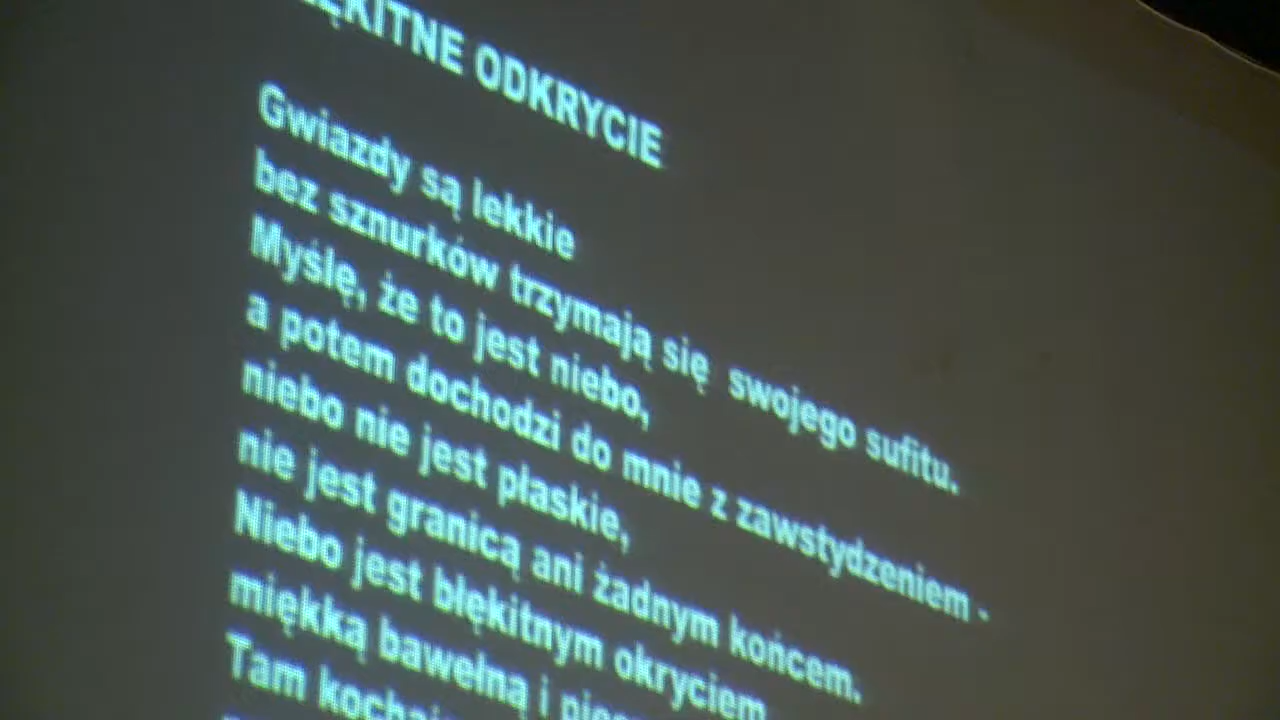 ODKRYCIE
Gwiazdy są lekkie
bez sznurków trzymają się swojego sufitu.
Myślę, że to jest niebo,
a potem dochodzi do mnie z zawstydzeniem -
niebo nie jest płaskie,
nie jest granicą ani żadnym końcem.
Niebo jest błękitnym okryciem
miękką bawełną i
Tam